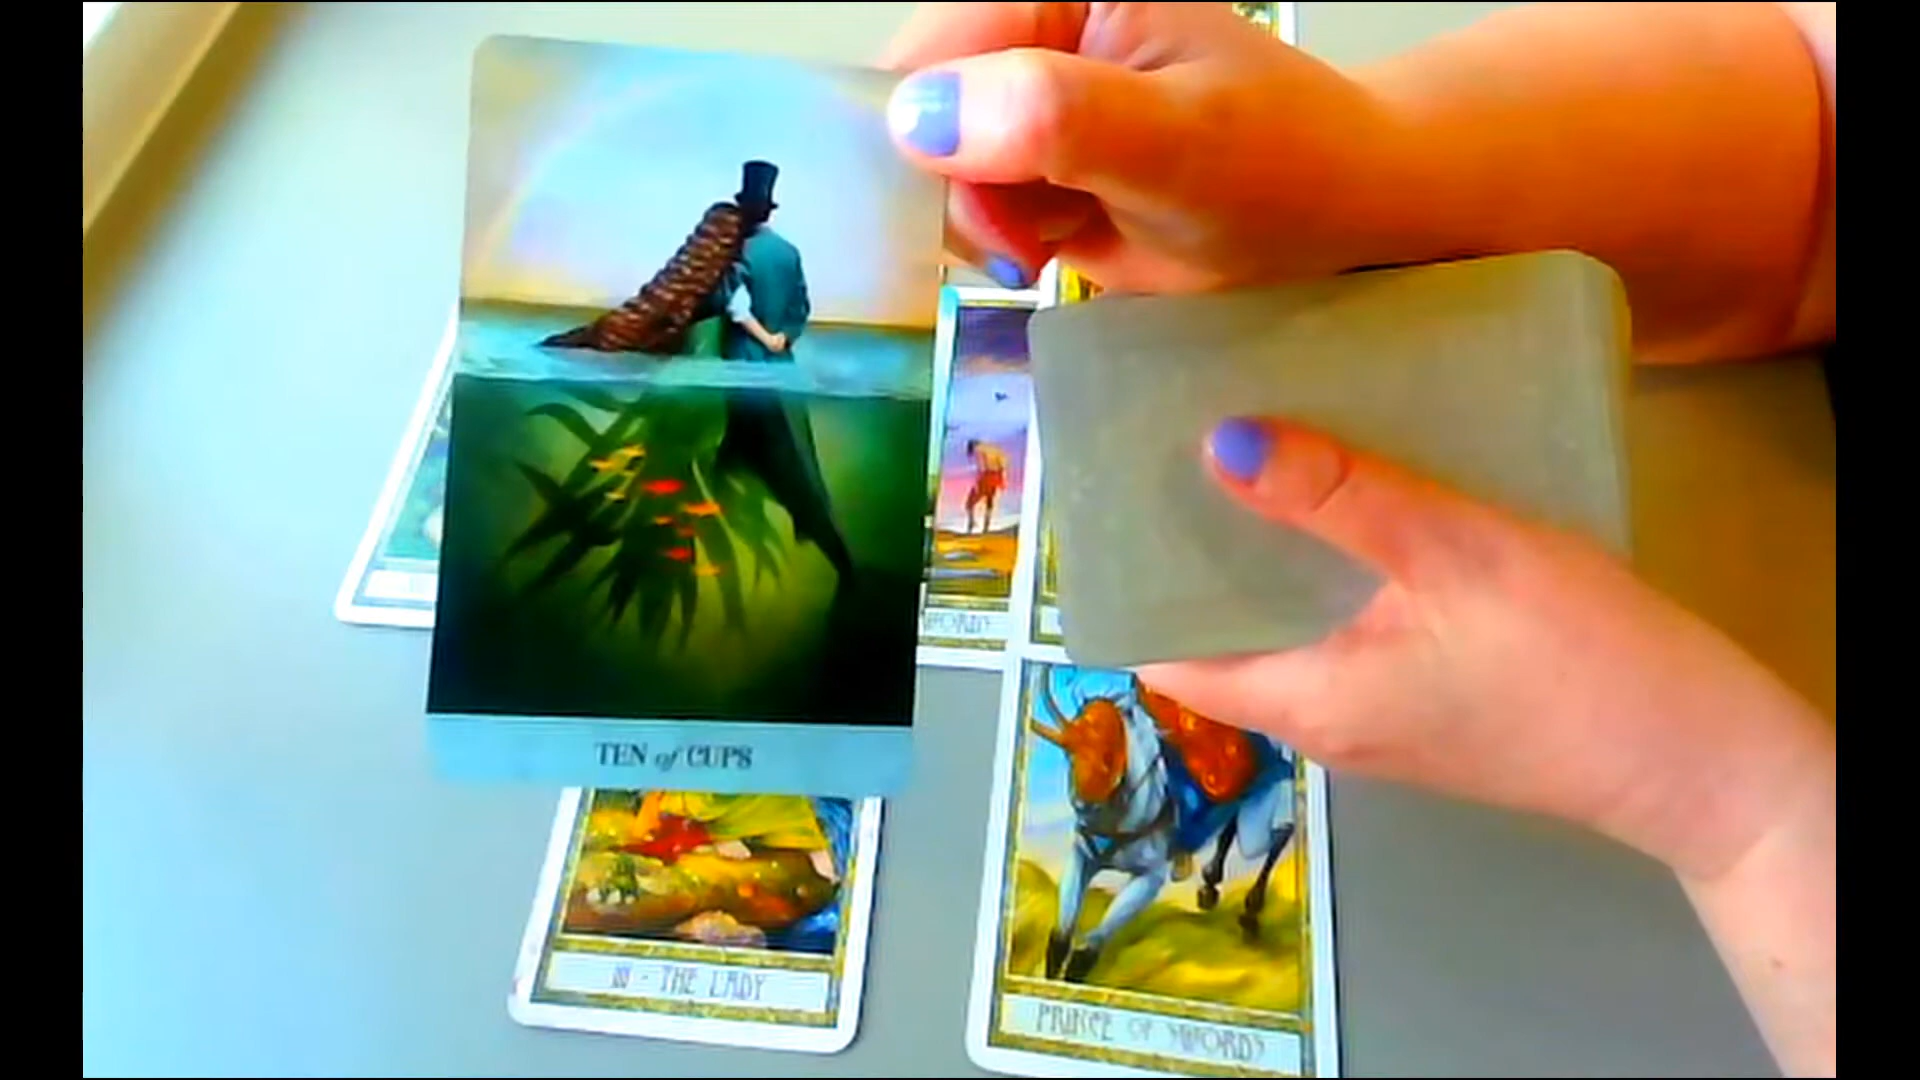 TEN of CUPS
III - THE LADY
PRINCE OF SWORDS